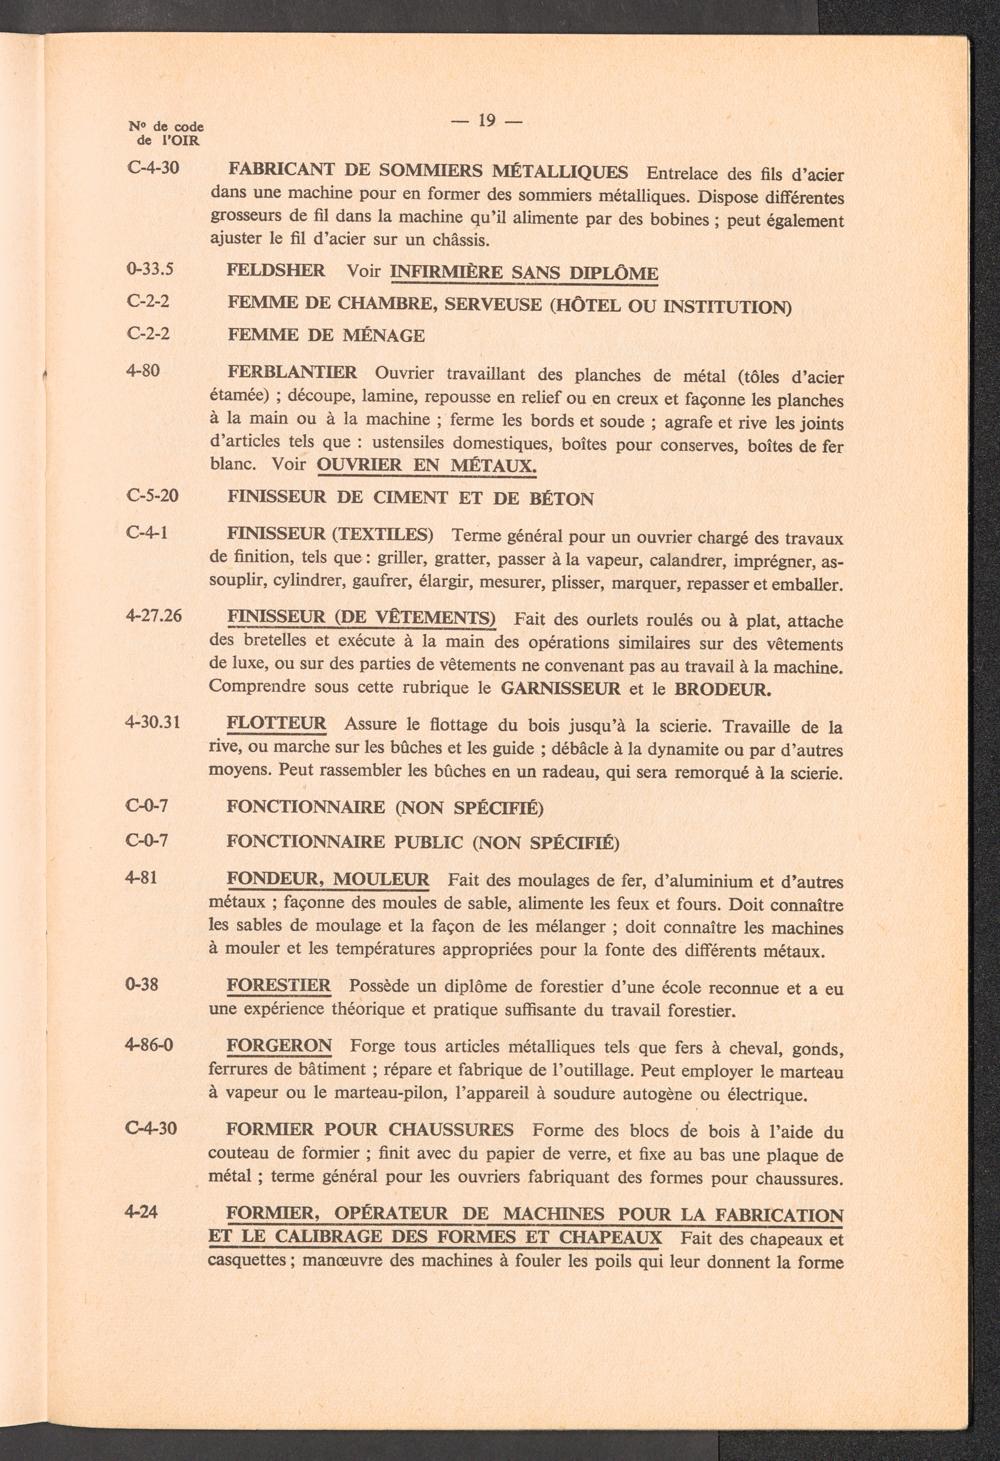 — 19 —
Nº de code
de l'OIR
C-4-30 FABRICANT DE SOMMIERS MÉTALLIQUES Entrelace des fils d'acier
dans une machine pour en former des sommiers métalliques. Dispose différentes
grosseurs de fil dans la machine qu'il alimente par des bobines ; peut également
ajuster le fil d'acier sur un châssis.
0-33.5 FELDSHER Voir INFIRMIÈRE SANS DIPLÔME
C-2-2 FEMME DE CHAMBRE, SERVEUSE (HÔTEL OU INSTITUTION)
C-2-2 FEMME DE MÉNAGE
4-80 FERBLANTIER Ouvrier travaillant des planches de métal (tôles d'acier
étamée) ; découpe, lamine, repousse en relief ou en creux et façonne les planches
à la main ou à la machine ; ferme les bords et soude ; agrafe et rive les joints
d'articles tels que : ustensiles domestiques, boîtes pour conserves, boîtes de fer
blanc. Voir OUVRIER EN MÉTAUX.
C-5-20 FINISSEUR DE CIMENT ET DE BÉTON
C-4-1 FINISSEUR (TEXTILES) Terme général pour un ouvrier chargé des travaux
de finition, tels que : griller, gratter, passer à la vapeur, calandrer, imprégner, as-
souplir, cylindrer, gaufrer, élargir, mesurer, plisser, marquer, repasser et emballer.
4-27.26 FINISSEUR (DE VÊTEMENTS) Fait des ourlets roulés ou à plat, attache
des bretelles et exécute à la main des opérations similaires sur des vêtements
de luxe, ou sur des parties de vêtements ne convenant pas au travail à la machine.
Comprendre sous cette rubrique le GARNISSEUR et le BRODEUR.
4-30.31 FLOTTEUR Assure le flottage du bois jusqu'à la scierie. Travaille de la
rive, ou marche sur les bûches et les guide ; débâcle à la dynamite ou par d'autres
moyens. Peut rassembler les bûches en un radeau, qui sera remorqué à la scierie.
C-0-7 FONCTIONNAIRE (NON SPÉCIFIÉ)
C-0-7 FONCTIONNAIRE PUBLIC (NON SPÉCIFIÉ)
4-81 FONDEUR, MOULEUR Fait des moulages de fer, d'aluminium et d'autres
métaux ; façonne des moules de sable, alimente les feux et fours. Doit connaître
les sables de moulage et la façon de les mélanger ; doit connaître les machines
à mouler et les températures appropriées pour la fonte des différents métaux.
0-38 FORESTIER Possède un diplôme de forestier d'une école reconnue et a eu
une expérience théorique et pratique suffisante du travail forestier.
4-86-0 FORGERON Forge tous articles métalliques tels que fers à cheval, gonds,
ferrures de bâtiment ; répare et fabrique de l'outillage. Peut employer le marteau
à vapeur ou le marteau-pilon, l'appareil à soudure autogène ou électrique.
C-4-30 FORMIER POUR CHAUSSURES Forme des blocs de bois à l'aide du
couteau de formier ; finit avec du papier de verre, et fixe au bas une plaque de
métal ; terme général pour les ouvriers fabriquant des formes pour chaussures.
4-24 FORMIER, OPÉRATEUR DE MACHINES POUR LA FABRICATION
ET LE CALIBRAGE DES FORMES ET CHAPEAUX Fait des chapeaux et
casquettes ; manœuvre des machines à fouler les poils qui leur donnent la forme